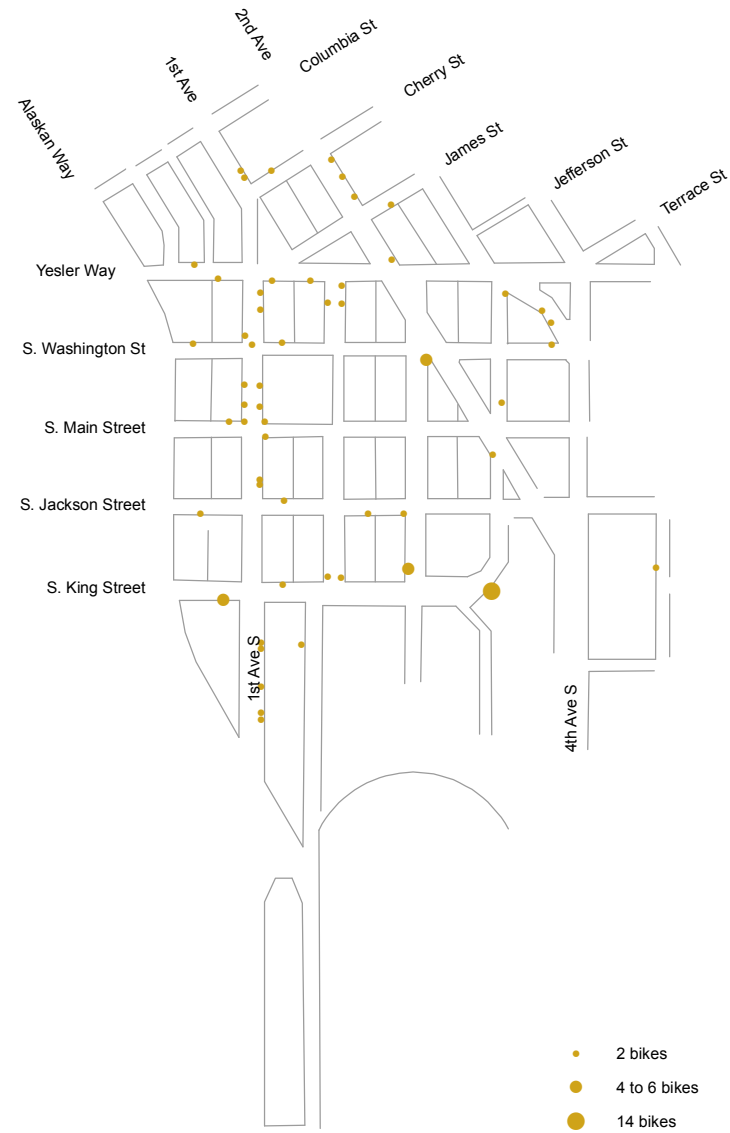 2nd Ave
Columbia St
1st Ave
Cherry St
Alaskan Way
James St
Jefferson St
Terrace St
Yesler Way
S. Washington St
S. Main Street
S. Jackson Street
S. King Street
1st Ave S
4th Ave S
2 bikes
4 to 6 bikes
14 bikes